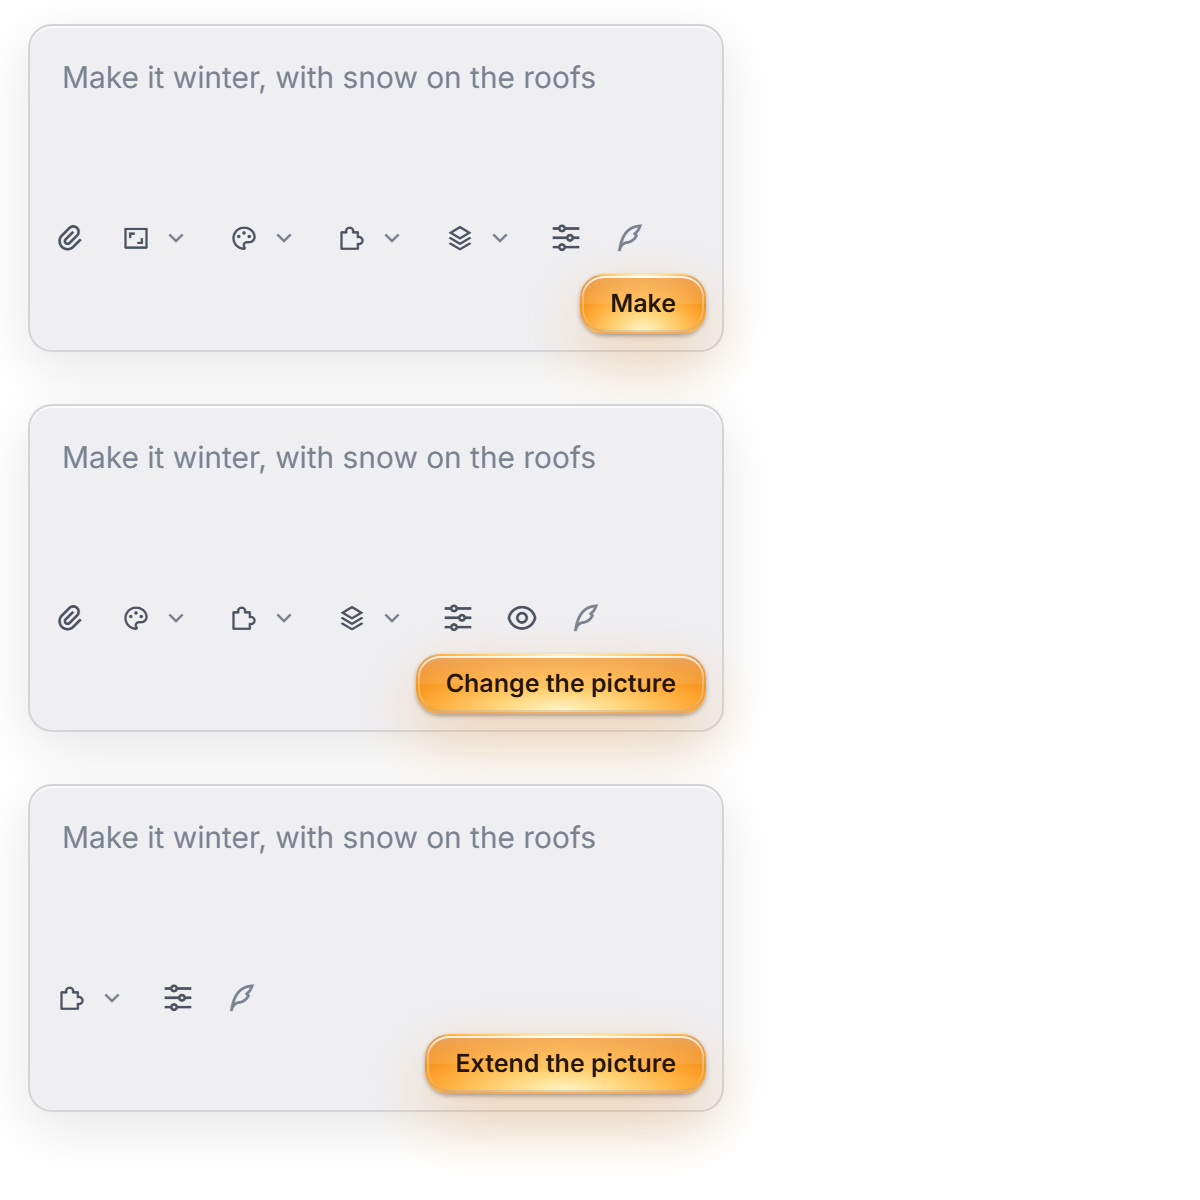 Make it winter, with snow on the roofs
Make
Make it winter, with snow on the roofs
Change the picture
Make it winter, with snow on the roofs
Extend the picture